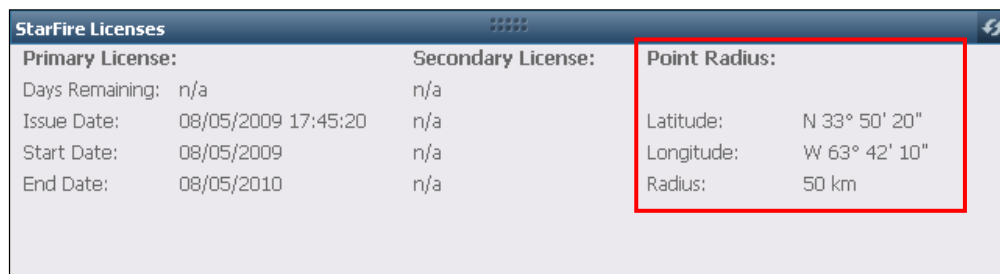 StarFire Licenses
Primary License: Secondary License: Point Radius:
Days Remaining: n/a n/a
Issue Date: 08/05/2009 17:45:20 n/a Latitude: N 33° 50' 20"
Start Date: 08/05/2009 n/a Longitude: W 63° 42' 10"
End Date: 08/05/2010 n/a Radius: 50 km